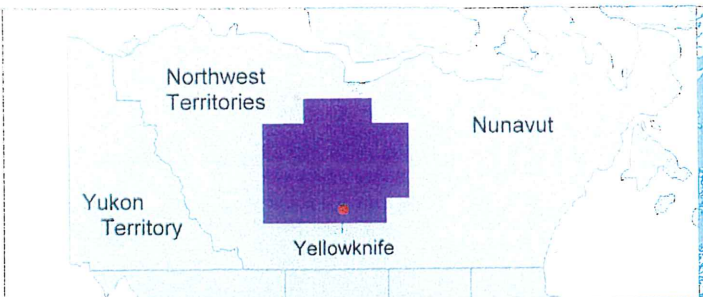 Northwest
Territories
Nunavut
Yukon
Territory
Yellowknife